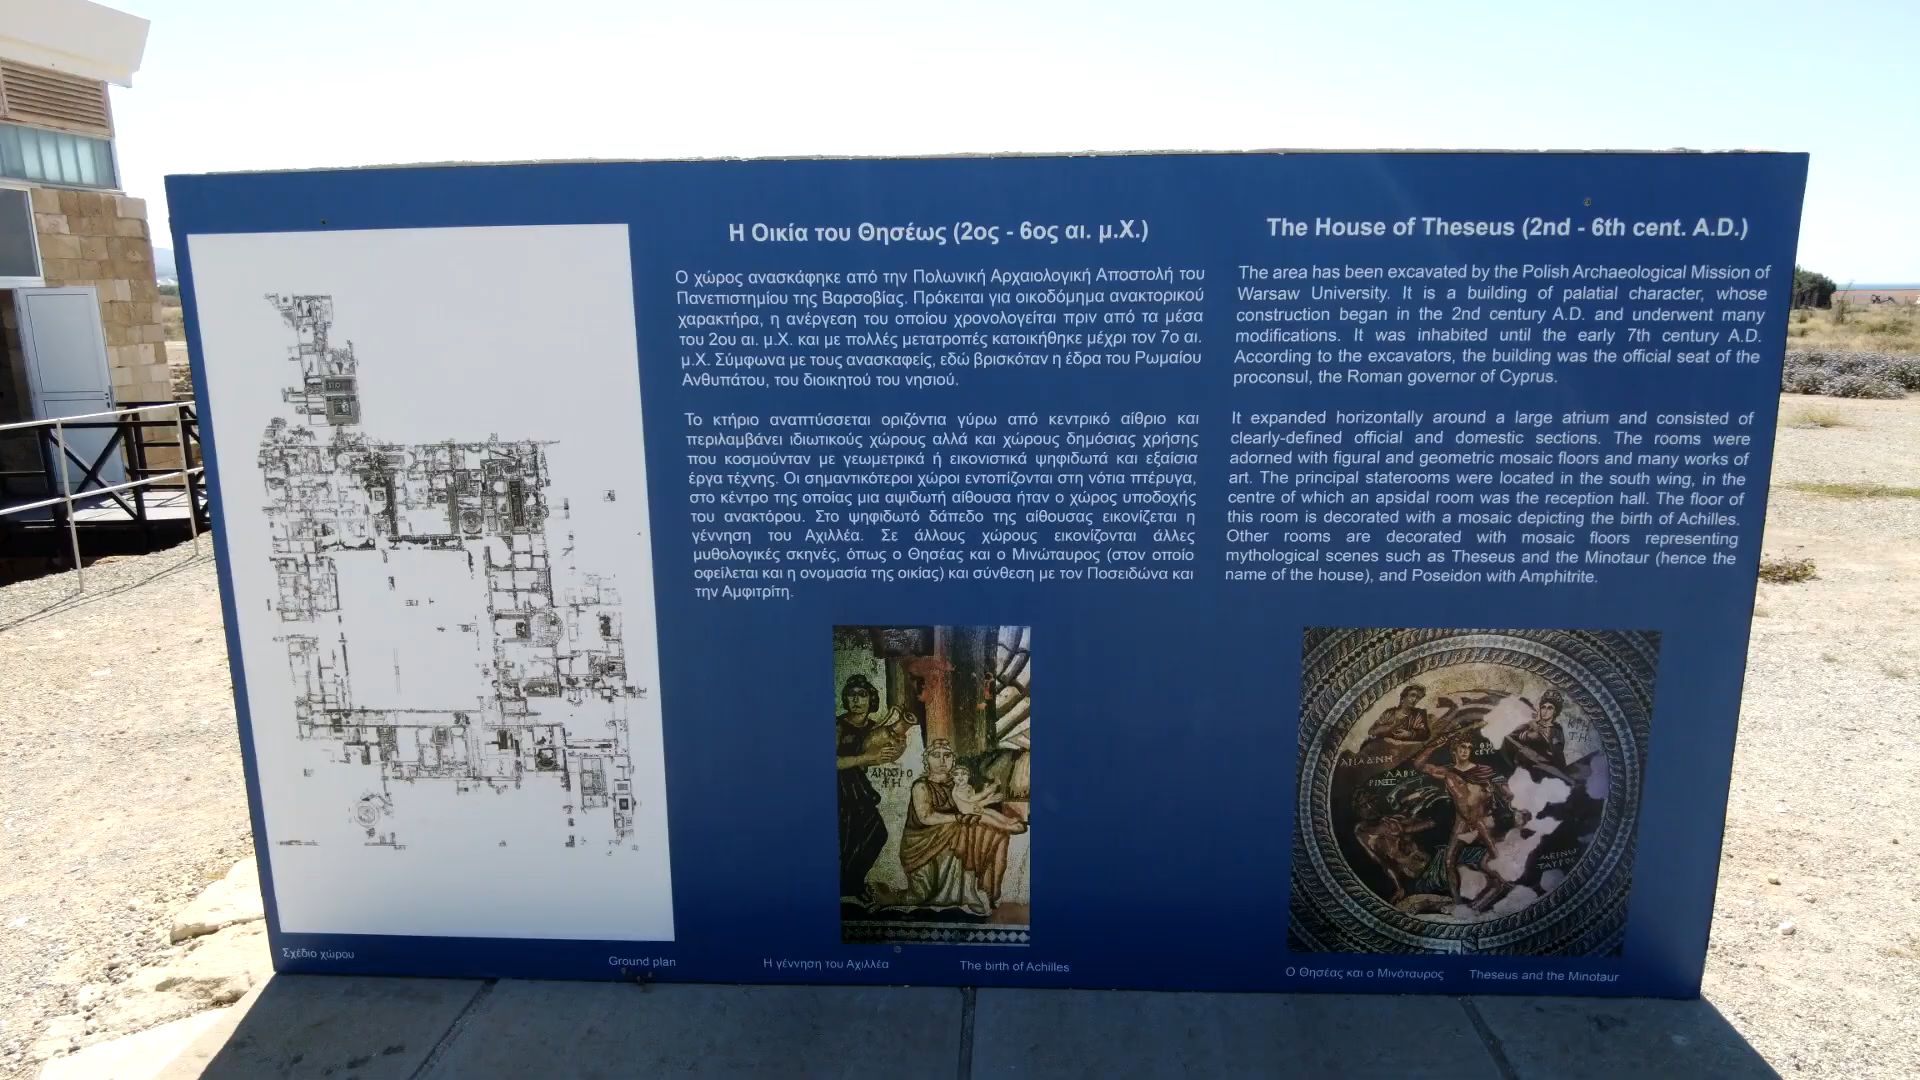 Η Οικία του Θησέως (2ος - 6ος αι. μ.Χ.)
Ο χώρος ανασκάφηκε από την Πολωνική Αρχαιολογική Αποστολή του
Πανεπιστημίου της Βαρσοβίας. Πρόκειται για οικοδόμημα ανακτορικού
χαρακτήρα, η ανέργεση του οποίου χρονολογείται πριν από τα μέσα
του 2ου αι. μ.Χ. και με πολλές μετατροπές κατοικήθηκε μέχρι τον 7ο αι.
μ.Χ. Σύμφωνα με τους ανασκαφείς, εδώ βρισκόταν η έδρα του Ρωμαίου
Ανθυπάτου, του διοικητού του νησιού.
Το κτήριο αναπτύσσεται οριζόντια γύρω από κεντρικό αίθριο και
περιλαμβάνει ιδιωτικούς χώρους αλλά και χώρους δημόσιας χρήσης
που κοσμούνταν με γεωμετρικά ή εικονιστικά ψηφιδωτά και εξαίσια
έργα τέχνης. Οι σημαντικότεροι χώροι εντοπίζονται στη νότια πτέρυγα,
στο κέντρο της οποίας μια αψιδωτή αίθουσα ήταν ο χώρος υποδοχής
του ανακτόρου. Στο ψηφιδωτό δάπεδο της αίθουσας εικονίζεται η
γέννηση του Αχιλλέα. Σε άλλους χώρους εικονίζονται άλλες
μυθολογικές σκηνές, όπως ο Θησέας και ο Μινώταυρος (στον οποίο
οφείλεται και η ονομασία της οικίας) και σύνθεση με τον Ποσειδώνα και
την Αμφιτρίτη.
The House of Theseus (2nd - 6th cent. A.D.)
The area has been excavated by the Polish Archaeological Mission of
Warsaw University. It is a building of palatial character, whose
construction began in the 2nd century A.D. and underwent many
modifications. It was inhabited until the early 7th century A.D.
According to the excavators, the building was the official seat of the
proconsul, the Roman governor of Cyprus.
It expanded horizontally around a large atrium and consisted of
clearly-defined official and domestic sections. The rooms were
adorned with figural and geometric mosaic floors and many works of
art. The principal staterooms were located in the south wing, in the
centre of which an apsidal room was the reception hall. The floor of
this room is decorated with a mosaic depicting the birth of Achilles.
Other rooms are decorated with mosaic floors representing
mythological scenes such as Theseus and the Minotaur (hence the
name of the house), and Poseidon with Amphitrite.
ΑΝΑΤΡΟ
ΦΗ
ΑΡΙΑΔΝΗ
ΛΑΒΥ
ΡΙΝΘΟΣ
ΘΗ
ΣΕΥΣ
ΚΡΗ
ΤΗ
ΜΕΙΝΩ
ΤΑΥΡΟΣ
Σχέδιο χώρου
Ground plan
Η γέννηση του Αχιλλέα
The birth of Achilles
Ο Θησέας και ο Μινόταυρος
Theseus and the Minotaur